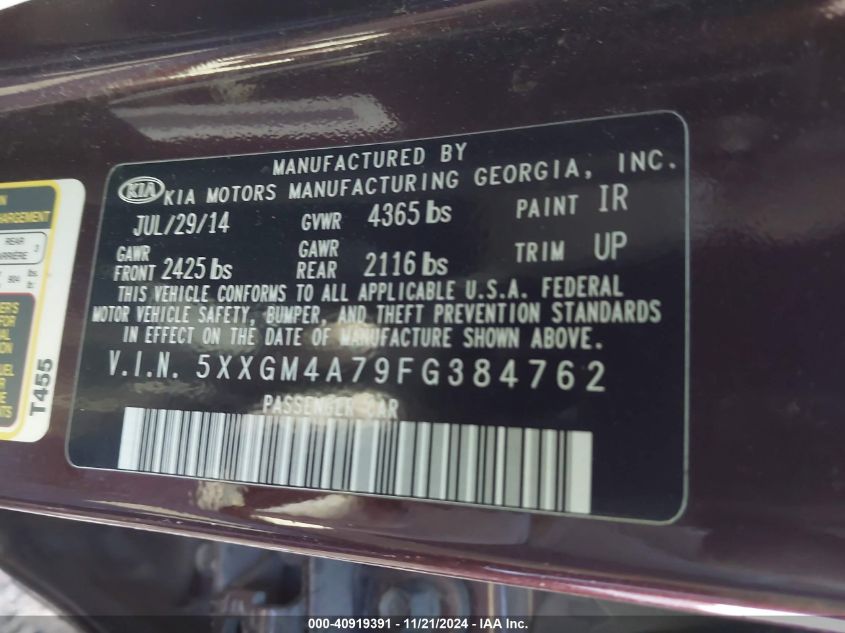 MANUFACTURED BY
KIA KIA MOTORS MANUFACTURING GEORGIA, INC.
JUL/29/14 GVWR 4365 lbs PAINT IR
GAWR FRONT 2425 lbs GAWR REAR 2116 lbs TRIM UP
THIS VEHICLE CONFORMS TO ALL APPLICABLE U.S.A. FEDERAL
MOTOR VEHICLE SAFETY, BUMPER, AND THEFT PREVENTION STANDARDS
IN EFFECT ON THE DATE OF MANUFACTURE SHOWN ABOVE.
V.I.N. 5XXGM4A79FG384762
PASSENGER CAR
REAR 3
T455
000-40919391 - 11/21/2024 - IAA Inc.